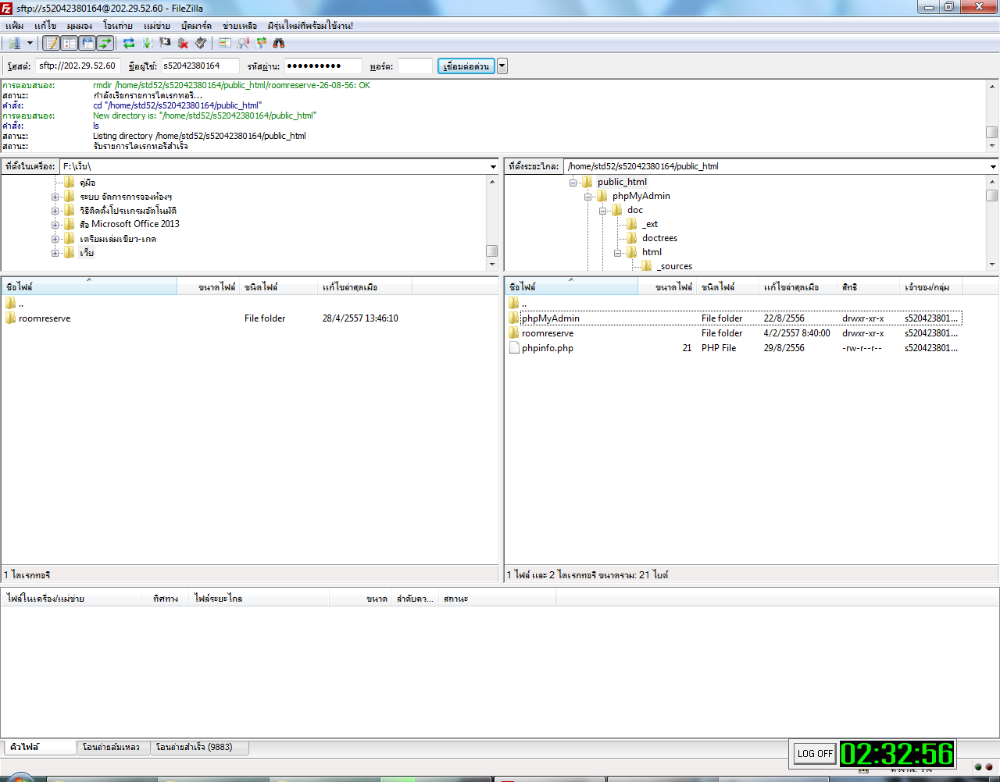 sftp://s52042380164@202.29.52.60 - FileZilla
แฟ้ม แก้ไข มุมมอง โอนถ่าย แม่ข่าย บุ๊คมาร์ค ช่วยเหลือ มีรุ่นใหม่ที่พร้อมใช้งาน!
โฮสต์: sftp://202.29.52.60 ชื่อผู้ใช้: s52042380164 รหัสผ่าน: ●●●●●●●●●● พอร์ต: เชื่อมต่อด่วน
การตอบสนอง: rmdir /home/std52/s52042380164/public_html/roomreserve-26-08-56: OK
สถานะ: กำลังเรียกรายการไดเรกทอรี...
คำสั่ง: cd "/home/std52/s52042380164/public_html"
การตอบสนอง: New directory is: "/home/std52/s52042380164/public_html"
คำสั่ง: ls
สถานะ: Listing directory /home/std52/s52042380164/public_html
สถานะ: รับรายการไดเรกทอรีสำเร็จ
ที่ตั้งในเครื่อง: F:\เว็บ\
คู่มือ
ระบบ จัดการการจองห้องฯ
วิธีติดตั้งโปรแกรมอัตโนมัติ
สื่อ Microsoft Office 2013
เตรียมเล่มเขียว-เกด
เว็บ
ที่ตั้งระยะไกล: /home/std52/s52042380164/public_html
public_html
phpMyAdmin
doc
_ext
doctrees
html
_sources
ชื่อไฟล์ ขนาดไฟล์ ชนิดไฟล์ แก้ไขล่าสุดเมื่อ
..
roomreserve File folder 28/4/2557 13:46:10
1 ไดเรกทอรี
ชื่อไฟล์ ขนาดไฟล์ ชนิดไฟล์ แก้ไขล่าสุดเมื่อ สิทธิ เจ้าของ/กลุ่ม
..
phpMyAdmin File folder 22/8/2556 drwxr-xr-x s520423801...
roomreserve File folder 4/2/2557 8:40:00 drwxr-xr-x s520423801...
phpinfo.php 21 PHP File 29/8/2556 -rw-r--r-- s520423801...
1 ไฟล์ และ 2 ไดเรกทอรี ขนาดรวม: 21 ไบต์
ไฟล์ในเครื่อง/แม่ข่าย ทิศทาง ไฟล์ระยะไกล ขนาด ลำดับคว... สถานะ
คิวไฟล์ โอนถ่ายล้มเหลว โอนถ่ายสำเร็จ (9883)
LOG OFF 02:32:56